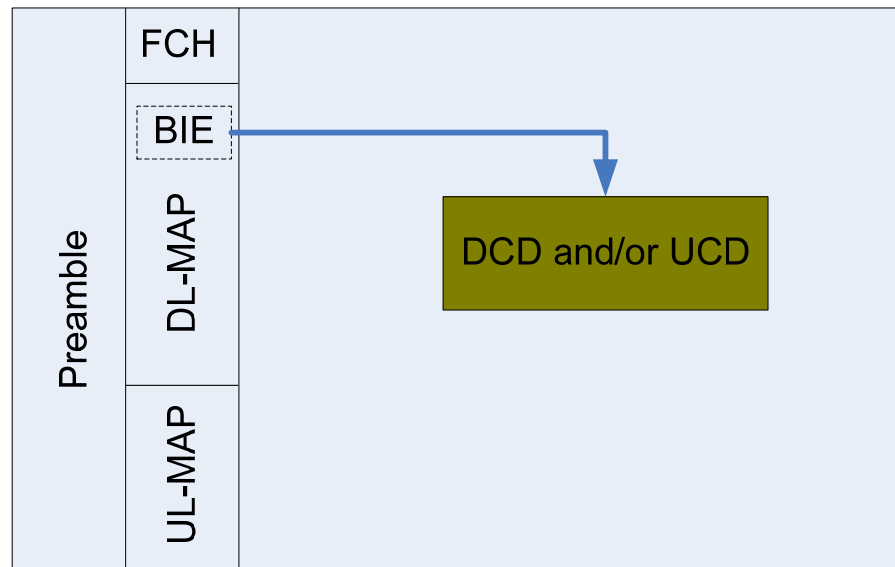 Preamble
FCH
BIE
DL-MAP
UL-MAP
DCD and/or UCD